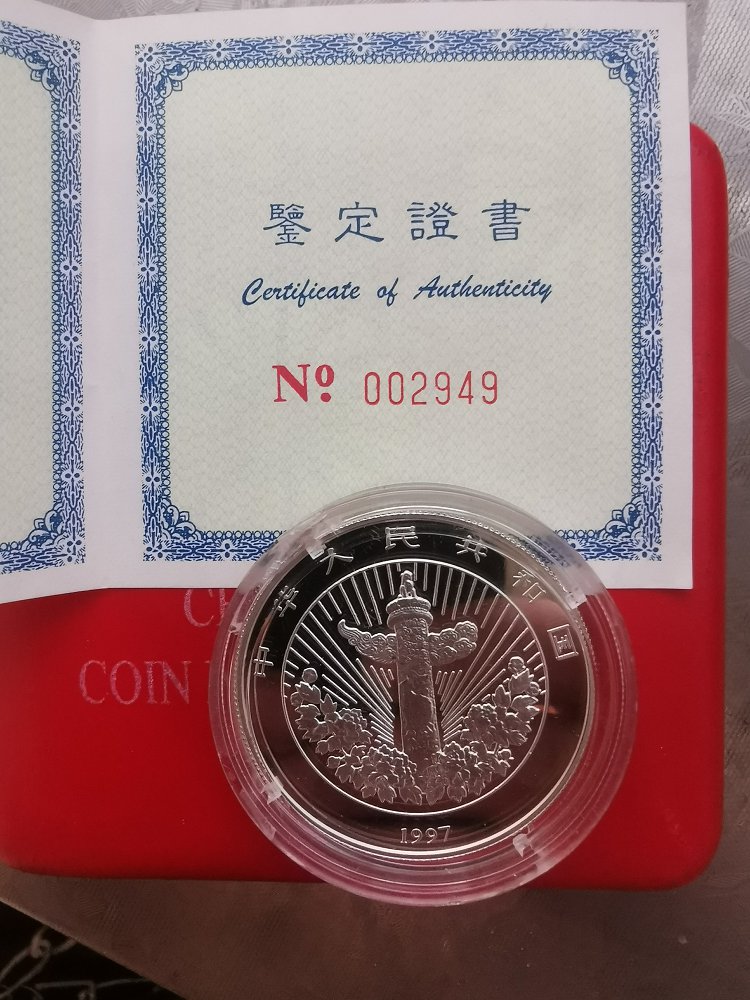 鑒定證書
Certificate of Authenticity
Nº 002949
中华人民共和国
1997
COIN